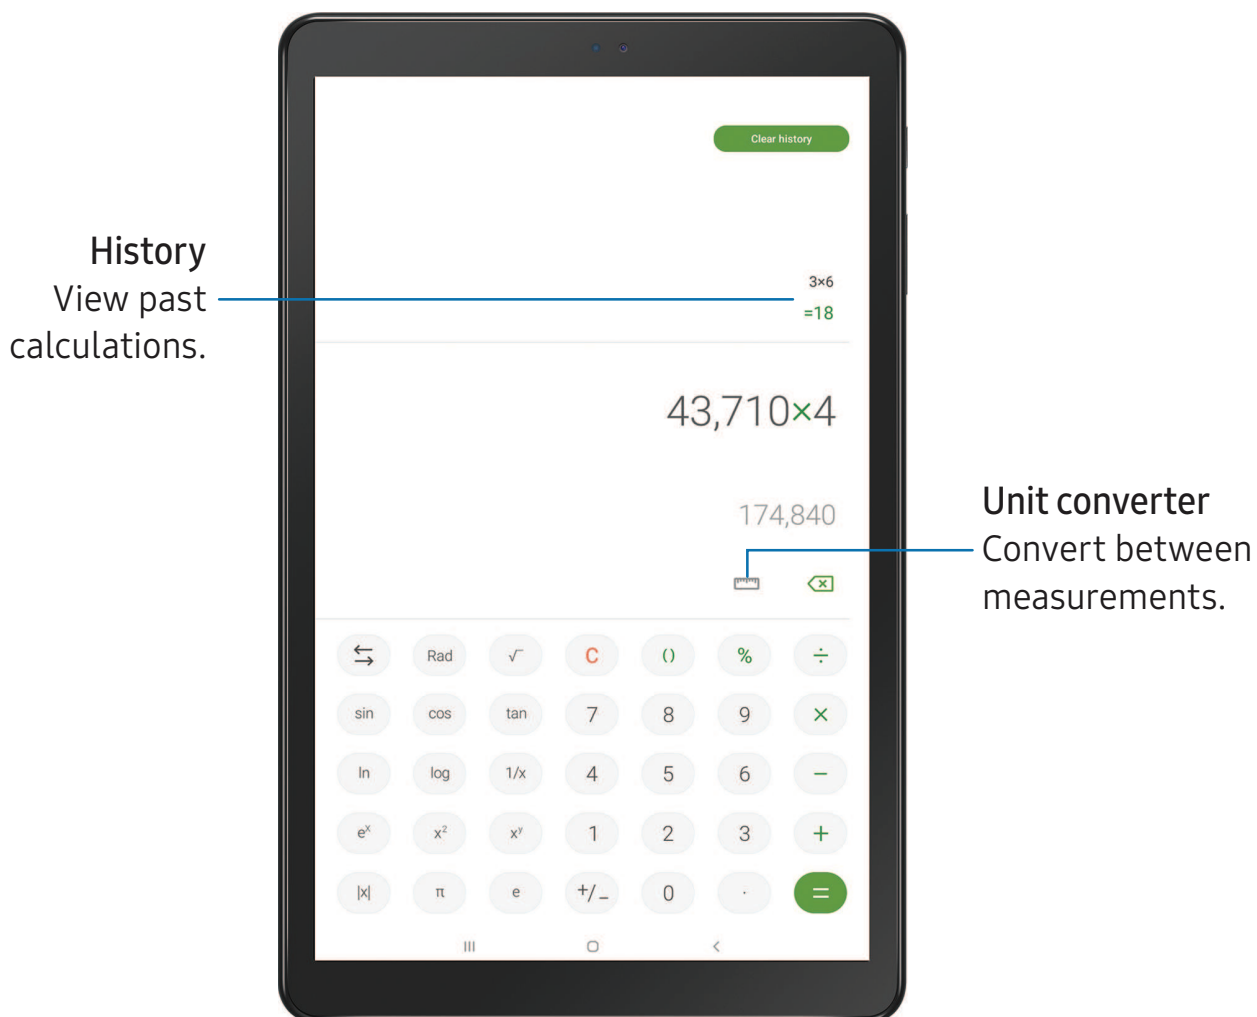 Clear history
History
View past
calculations.
3×6
=18
43,710×4
174,840
Unit converter
Convert between
measurements.
Rad √ C () % ÷
sin cos tan 7 8 9 ×
ln log 1/x 4 5 6 −
eˣ x² xʸ 1 2 3 +
|x| π e +/− 0 . =